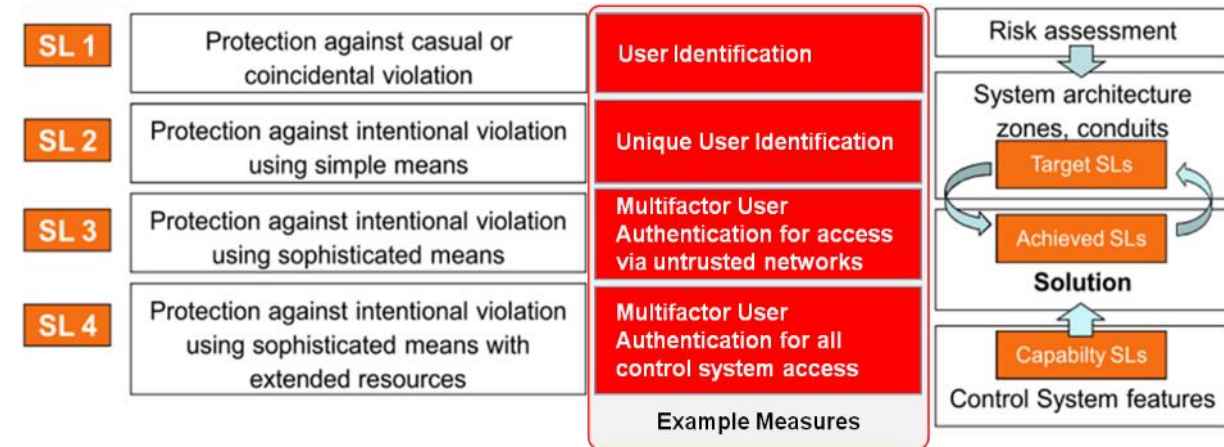 SL 1
Protection against casual or
coincidental violation
User Identification
SL 2
Protection against intentional violation
using simple means
Unique User Identification
SL 3
Protection against intentional violation
using sophisticated means
Multifactor User
Authentication for access
via untrusted networks
SL 4
Protection against intentional violation
using sophisticated means with
extended resources
Multifactor User
Authentication for all
control system access
Example Measures
Risk assessment
System architecture
zones, conduits
Target SLs
Achieved SLs
Solution
Capabilty SLs
Control System features